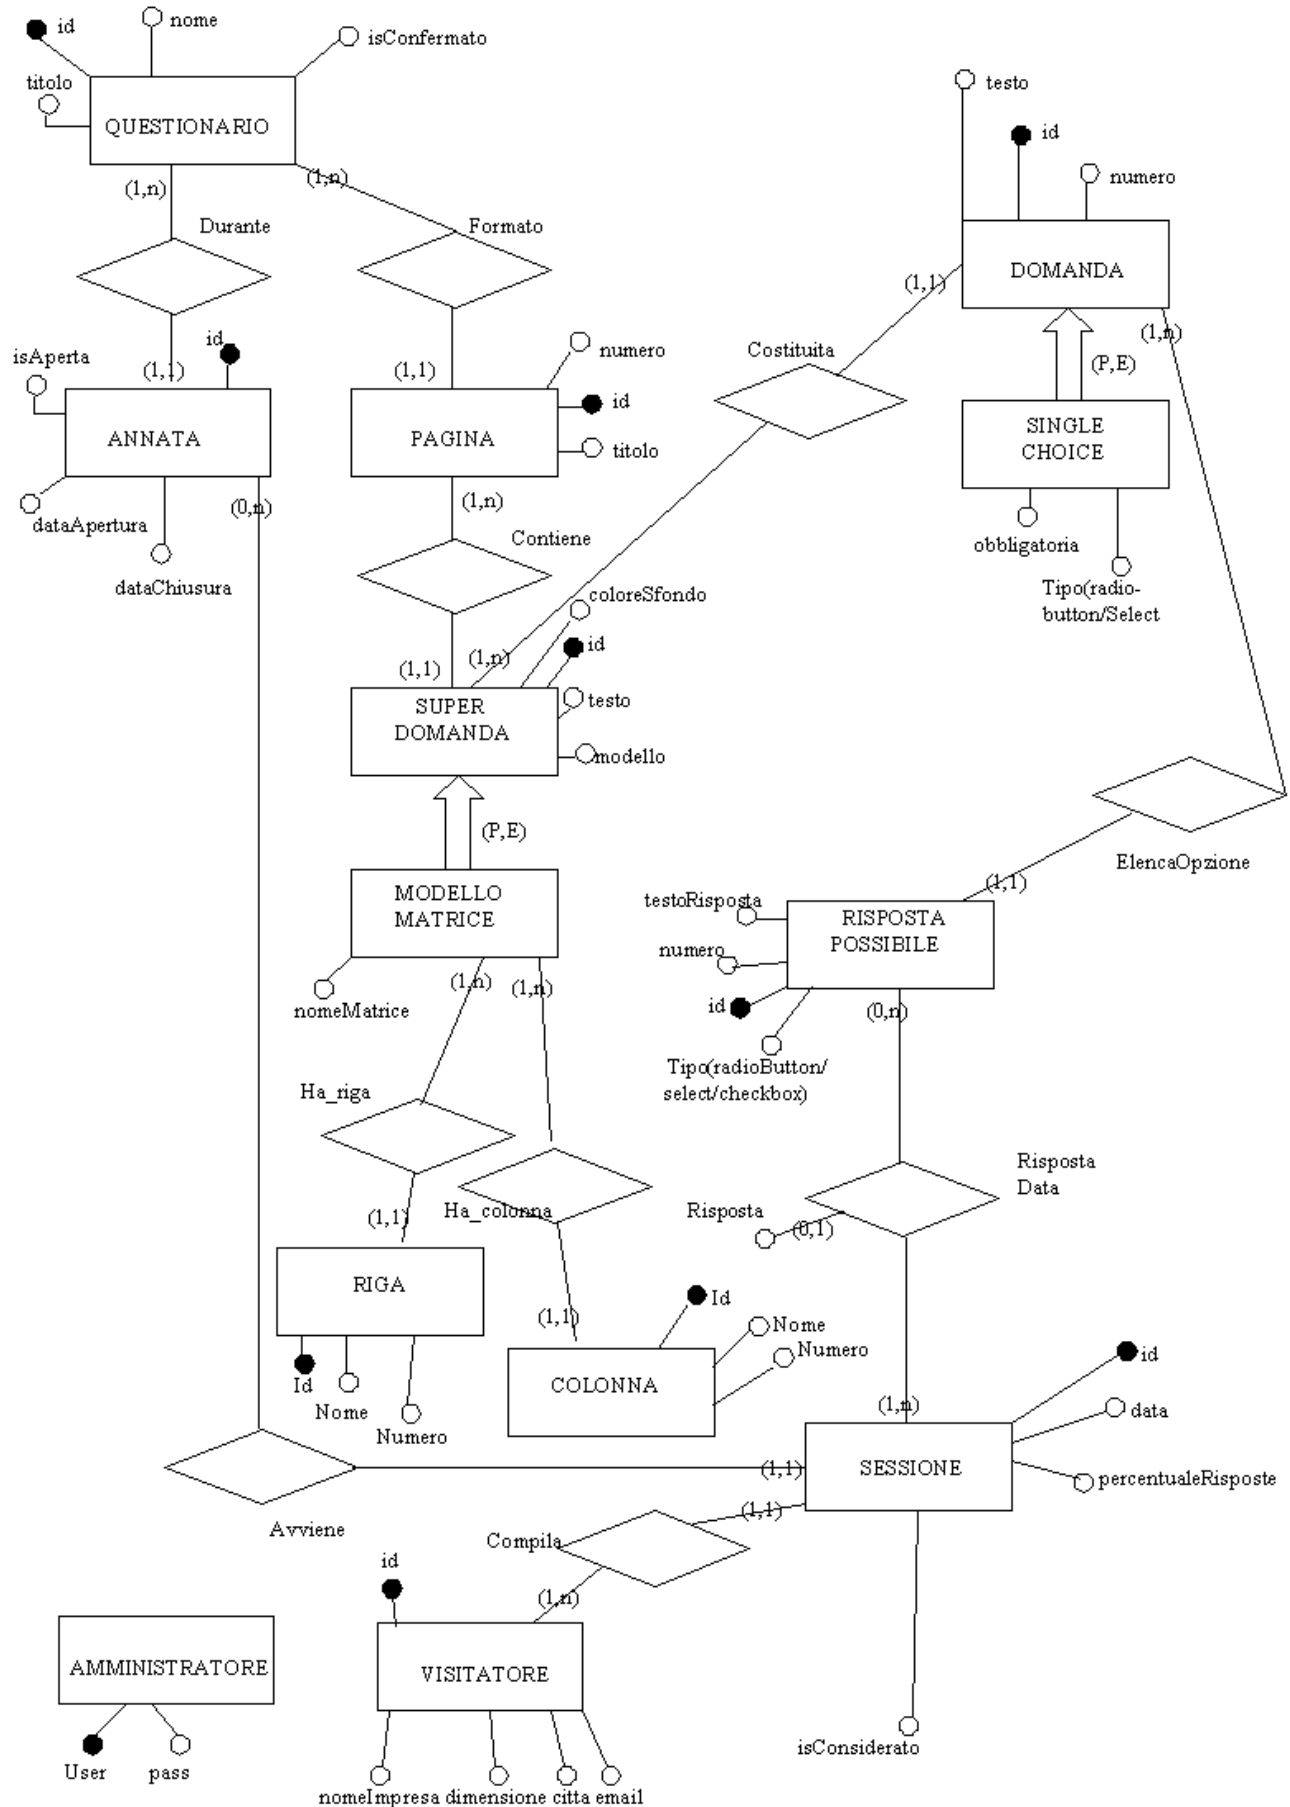 id
nome
isConfermato
titolo
QUESTIONARIO
(1,n)
(1,n)
Durante
Formato
isAperta
id
(1,1)
(1,1)
numero
id
titolo
ANNATA
PAGINA
dataApertura
(0,n)
dataChiusura
(1,n)
Contiene
testo
id
numero
DOMANDA
(1,1)
(1,n)
Costituita
(P,E)
SINGLE
CHOICE
obbligatoria
Tipo(radio-
button/Select
coloreSfondo
id
(1,1)
(1,n)
SUPER
DOMANDA
testo
modello
(P,E)
MODELLO
MATRICE
nomeMatrice
(1,n)
(1,n)
ElencaOpzione
(1,1)
testoRisposta
numero
id
RISPOSTA
POSSIBILE
(0,n)
Tipo(radioButton/
select/checkbox)
Ha_riga
Ha_colonna
(1,1)
RIGA
Id
Nome
Numero
(1,1)
Id
Nome
Numero
COLONNA
Risposta
Data
Risposta
(0,1)
(1,n)
id
data
percentualeRisposte
SESSIONE
(1,1)
(1,1)
Avviene
Compila
isConsiderato
id
(1,n)
AMMINISTRATORE
User
pass
VISITATORE
nomeImpresa dimensione citta email